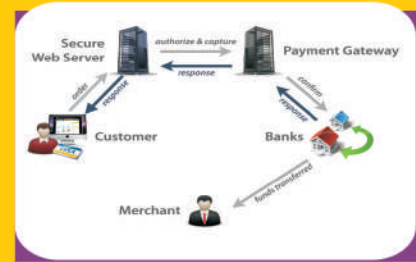 Secure
Web Server
authorize & capture
response
Payment Gateway
order
response
confirm
response
Customer
Banks
funds transferred
Merchant